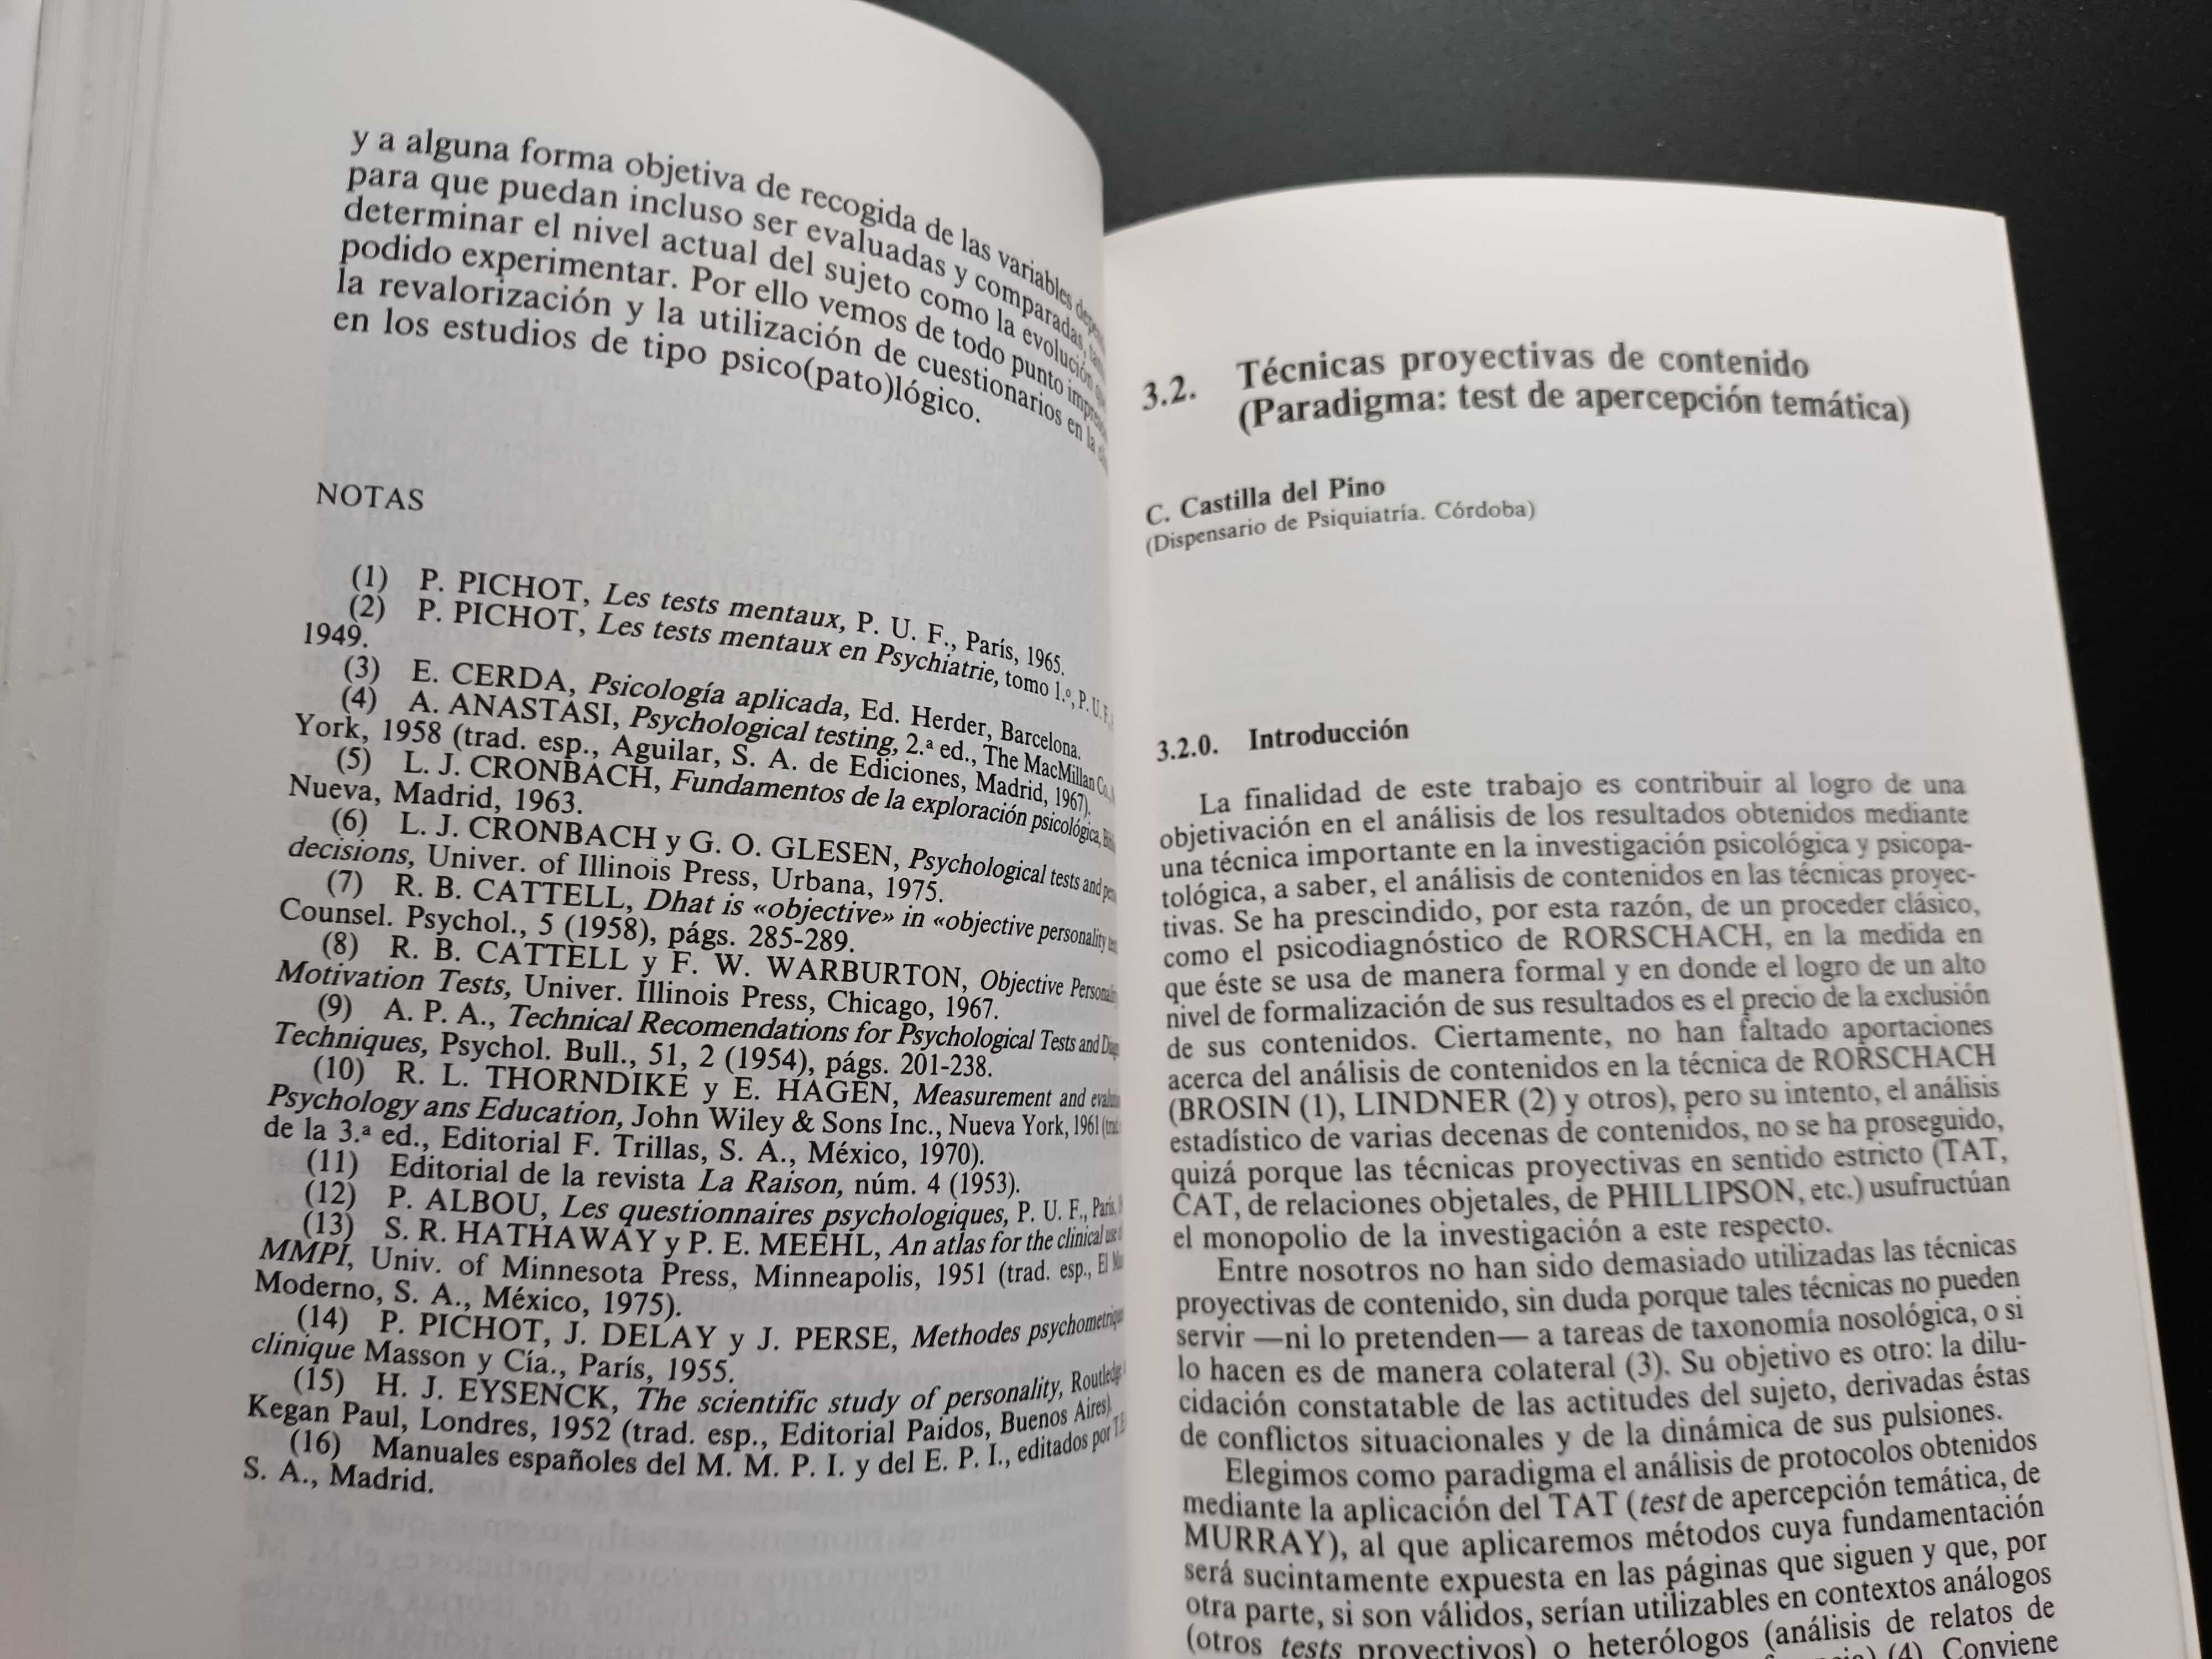 y a alguna forma objetiva de recogida de las variables
para que puedan incluso ser evaluadas y comparadas,
determinar el nivel actual del sujeto como la evolución
podido experimentar. Por ello vemos de todo punto
la revalorización y la utilización de cuestionarios en la
en los estudios de tipo psico(pato)lógico.
NOTAS
(1) P. PICHOT, Les tests mentaux, P. U. F., París, 1965.
(2) P. PICHOT, Les tests mentaux en Psychiatrie, tomo 1.º, P. U. F.,
1949.
(3) E. CERDA, Psicología aplicada, Ed. Herder, Barcelona.
(4) A. ANASTASI, Psychological testing, 2.ª ed., The MacMillan Co.,
York, 1958 (trad. esp., Aguilar, S. A. de Ediciones, Madrid, 1967).
(5) L. J. CRONBACH, Fundamentos de la exploración psicológica,
Nueva, Madrid, 1963.
(6) L. J. CRONBACH y G. O. GLESEN, Psychological tests and
decisions, Univer. of Illinois Press, Urbana, 1975.
(7) R. B. CATTELL, Dhat is «objective» in «objective personality
Counsel. Psychol., 5 (1958), págs. 285-289.
(8) R. B. CATTELL y F. W. WARBURTON, Objective
Motivation Tests, Univer. Illinois Press, Chicago, 1967.
(9) A. P. A., Technical Recomendations for Psychological Tests and
Techniques, Psychol. Bull., 51, 2 (1954), págs. 201-238.
(10) R. L. THORNDIKE y E. HAGEN, Measurement and
Psychology ans Education, John Wiley & Sons Inc., Nueva York, 1961
de la 3.ª ed., Editorial F. Trillas, S. A., México, 1970).
(11) Editorial de la revista La Raison, núm. 4 (1953).
(12) P. ALBOU, Les questionnaires psychologiques, P. U. F., París,
(13) S. R. HATHAWAY y P. E. MEEHL, An atlas for the clinical use
MMPI, Univ. of Minnesota Press, Minneapolis, 1951 (trad. esp., El
Moderno, S. A., México, 1975).
(14) P. PICHOT, J. DELAY y J. PERSE, Methodes
clinique Masson y Cía., París, 1955.
(15) H. J. EYSENCK, The scientific study of personality,
Kegan Paul, Londres, 1952 (trad. esp., Editorial Paidos, Buenos Aires).
(16) Manuales españoles del M. M. P. I. y del E. P. I., editados por
S. A., Madrid.
3.2. Técnicas proyectivas de contenido
(Paradigma: test de apercepción temática)
C. Castilla del Pino
(Dispensario de Psiquiatría. Córdoba)
3.2.0. Introducción
La finalidad de este trabajo es contribuir al logro de una
objetivación en el análisis de los resultados obtenidos mediante
una técnica importante en la investigación psicológica y psicopa-
tológica, a saber, el análisis de contenidos en las técnicas proyec-
tivas. Se ha prescindido, por esta razón, de un proceder clásico,
como el psicodiagnóstico de RORSCHACH, en la medida en
que éste se usa de manera formal y en donde el logro de un alto
nivel de formalización de sus resultados es el precio de la exclusión
de sus contenidos. Ciertamente, no han faltado aportaciones
acerca del análisis de contenidos en la técnica de RORSCHACH
(BROSIN (1), LINDNER (2) y otros), pero su intento, el análisis
estadístico de varias decenas de contenidos, no se ha proseguido,
quizá porque las técnicas proyectivas en sentido estricto (TAT,
CAT, de relaciones objetales, de PHILLIPSON, etc.) usufructúan
el monopolio de la investigación a este respecto.
Entre nosotros no han sido demasiado utilizadas las técnicas
proyectivas de contenido, sin duda porque tales técnicas no pueden
servir —ni lo pretenden— a tareas de taxonomía nosológica, o si
lo hacen es de manera colateral (3). Su objetivo es otro: la dilu-
cidación constatable de las actitudes del sujeto, derivadas éstas
de conflictos situacionales y de la dinámica de sus pulsiones.
Elegimos como paradigma el análisis de protocolos obtenidos
mediante la aplicación del TAT (test de apercepción temática, de
MURRAY), al que aplicaremos métodos cuya fundamentación
será sucintamente expuesta en las páginas que siguen y que, por
otra parte, si son válidos, serían utilizables en contextos análogos
(otros tests proyectivos) o heterólogos (análisis de relatos de
(4). Conviene